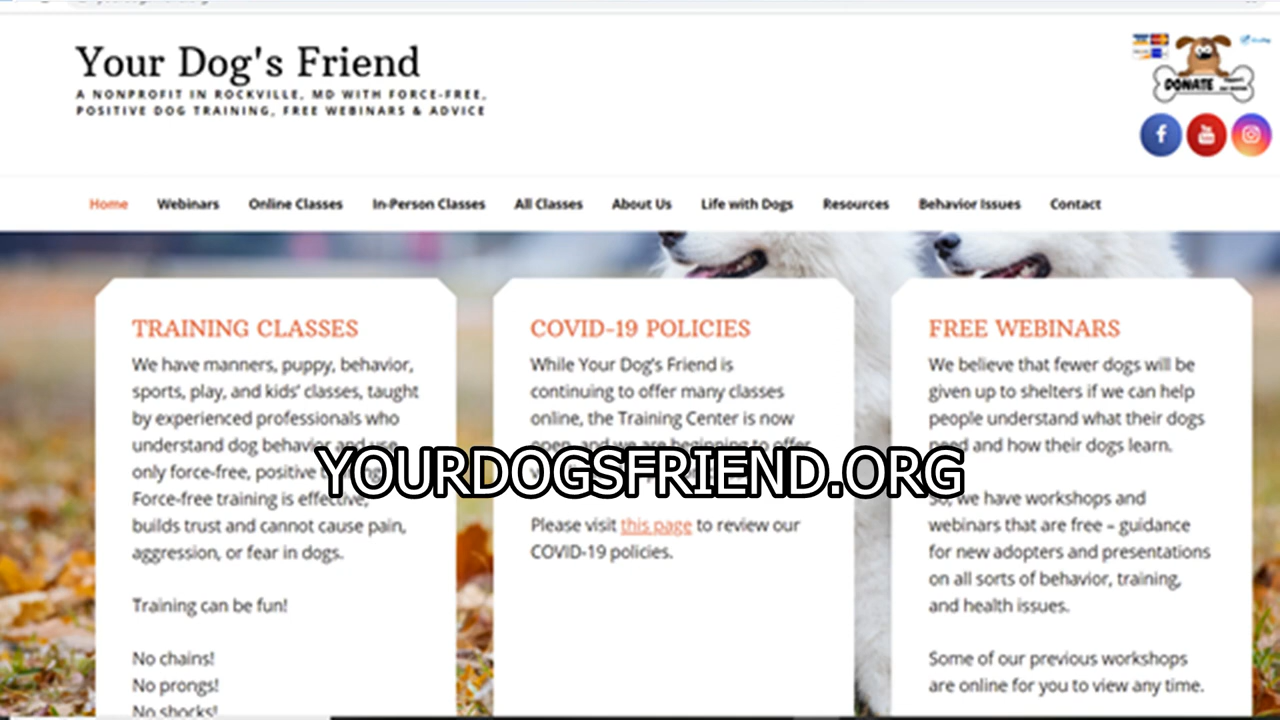 Your Dog's Friend
A NONPROFIT IN ROCKVILLE, MD WITH FORCE-FREE,
POSITIVE DOG TRAINING, FREE WEBINARS & ADVICE
DONATE
Home Webinars Online Classes In-Person Classes All Classes About Us Life with Dogs Resources Behavior Issues Contact
TRAINING CLASSES
We have manners, puppy, behavior,
sports, play, and kids' classes, taught
by experienced professionals who
understand dog behavior and use
only force-free, positive
Force-free training is effective,
builds trust and cannot cause pain,
aggression, or fear in dogs.
Training can be fun!
No chains!
No prongs!
No shocks!
COVID-19 POLICIES
While Your Dog's Friend is
continuing to offer many classes
online, the Training Center is now
open, and we are beginning to offer
Please visit this page to review our
COVID-19 policies.
FREE WEBINARS
We believe that fewer dogs will be
given up to shelters if we can help
people understand what their dogs
need and how their dogs learn.
So, we have workshops and
webinars that are free – guidance
for new adopters and presentations
on all sorts of behavior, training,
and health issues.
Some of our previous workshops
are online for you to view any time.
YOURDOGSFRIEND.ORG